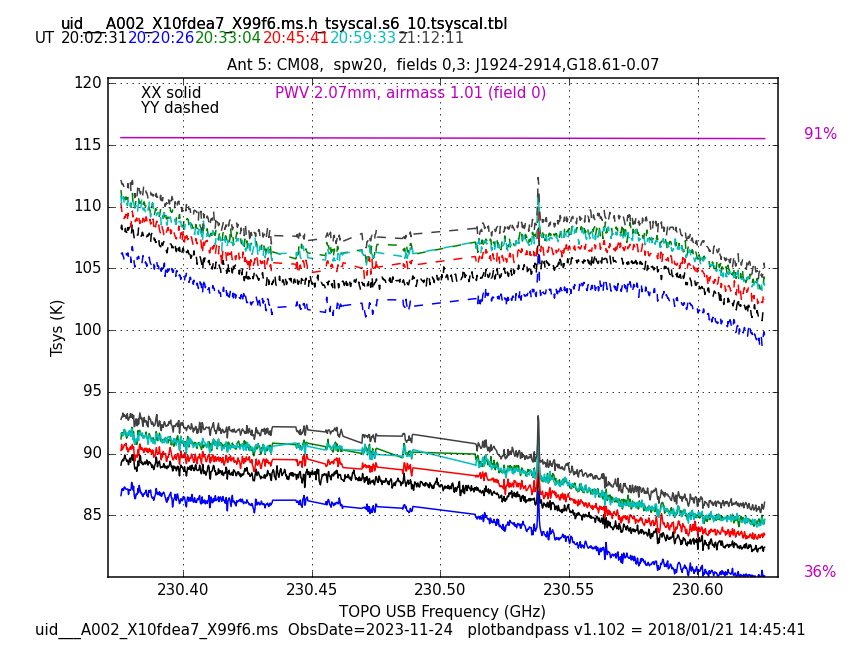 uid___A002_X10fdea7_X99f6.ms.h_tsyscal.s6_10.tsyscal.tbl
UT 20:02:31 20:20:26 20:33:04 20:45:41 20:59:33 21:12:11
Ant 5: CM08, spw20, fields 0,3: J1924-2914,G18.61-0.07
XX solid
PWV 2.07mm, airmass 1.01 (field 0)
YY dashed
120
115
110
105
100
95
90
85
Tsys (K)
91%
36%
230.40 230.45 230.50 230.55 230.60
TOPO USB Frequency (GHz)
uid___A002_X10fdea7_X99f6.ms ObsDate=2023-11-24 plotbandpass v1.102 = 2018/01/21 14:45:41